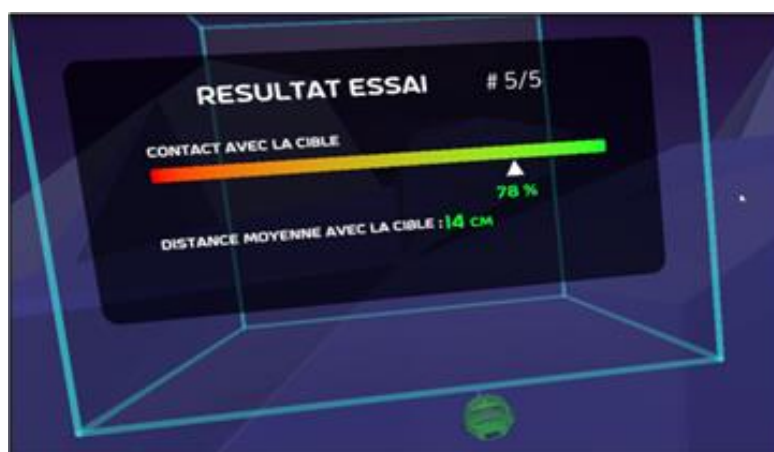 RESULTAT ESSAI # 5/5
CONTACT AVEC LA CIBLE
78 %
DISTANCE MOYENNE AVEC LA CIBLE : 14 CM